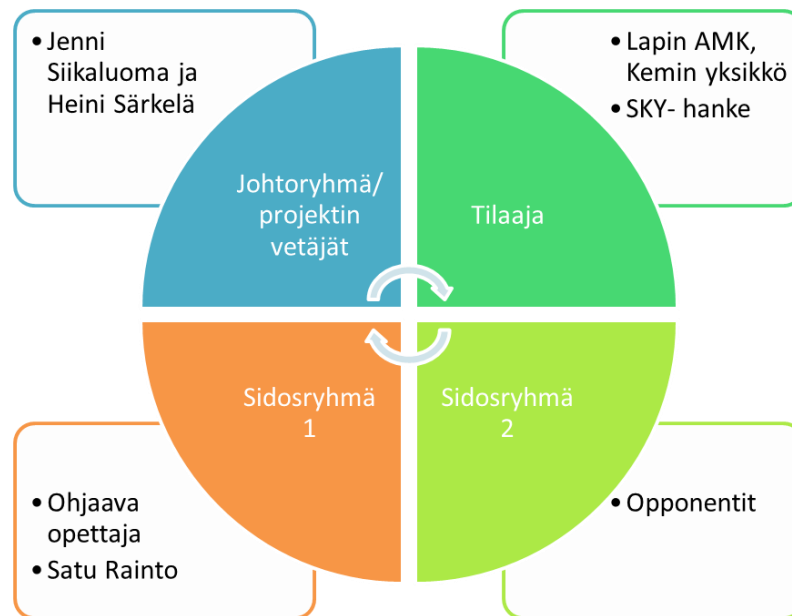 • Jenni
Siikaluoma ja
Heini Särkelä
• Lapin AMK,
Kemin yksikkö
• SKY- hanke
Johtoryhmä/
projektin
vetäjät
Tilaaja
Sidosryhmä
1
Sidosryhmä
2
• Ohjaava
opettaja
• Satu Rainto
• Opponentit